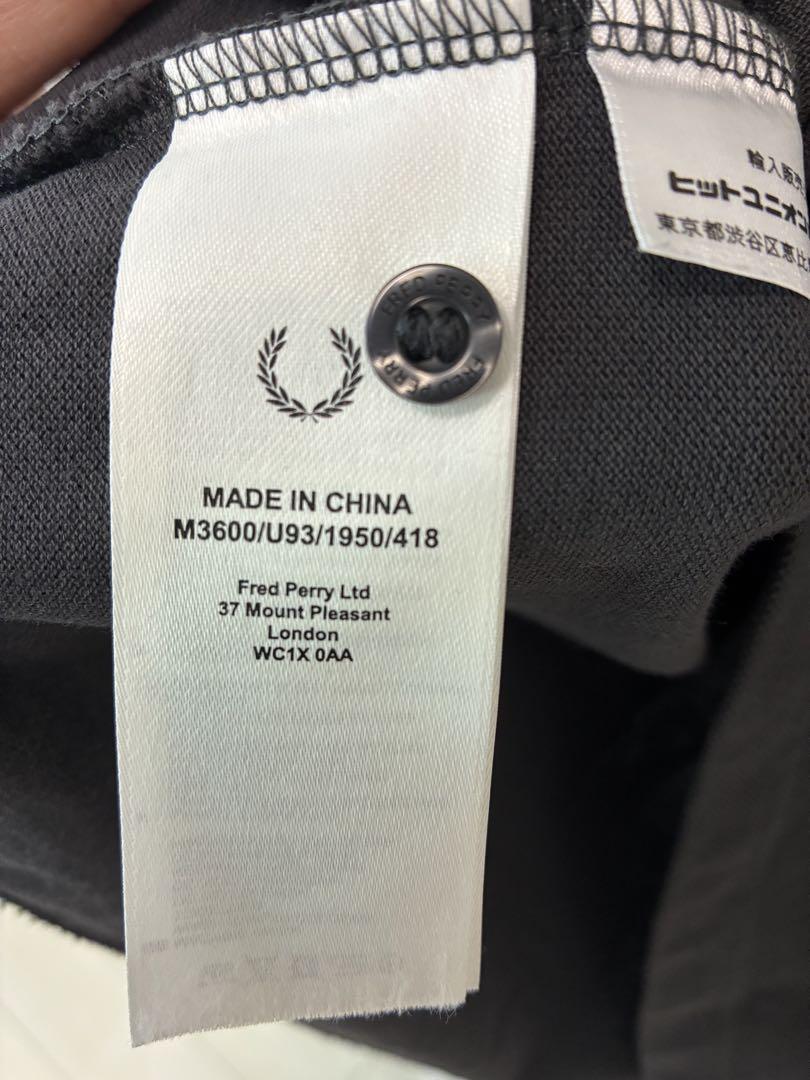 MADE IN CHINA
M3600/U93/1950/418
Fred Perry Ltd
37 Mount Pleasant
London
WC1X 0AA
FRED PERRY
FRED PERRY
輸入販売
ヒットユニオン
東京都渋谷区恵比